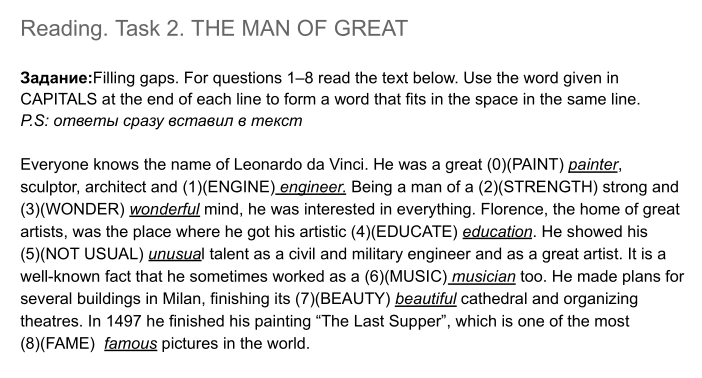 Reading. Task 2. THE MAN OF GREAT
Задание:Filling gaps. For questions 1–8 read the text below. Use the word given in
CAPITALS at the end of each line to form a word that fits in the space in the same line.
P.S: ответы сразу вставил в текст
Everyone knows the name of Leonardo da Vinci. He was a great (0)(PAINT) painter,
sculptor, architect and (1)(ENGINE) engineer. Being a man of a (2)(STRENGTH) strong and
(3)(WONDER) wonderful mind, he was interested in everything. Florence, the home of great
artists, was the place where he got his artistic (4)(EDUCATE) education. He showed his
(5)(NOT USUAL) unusual talent as a civil and military engineer and as a great artist. It is a
well-known fact that he sometimes worked as a (6)(MUSIC) musician too. He made plans for
several buildings in Milan, finishing its (7)(BEAUTY) beautiful cathedral and organizing
theatres. In 1497 he finished his painting “The Last Supper”, which is one of the most
(8)(FAME) famous pictures in the world.